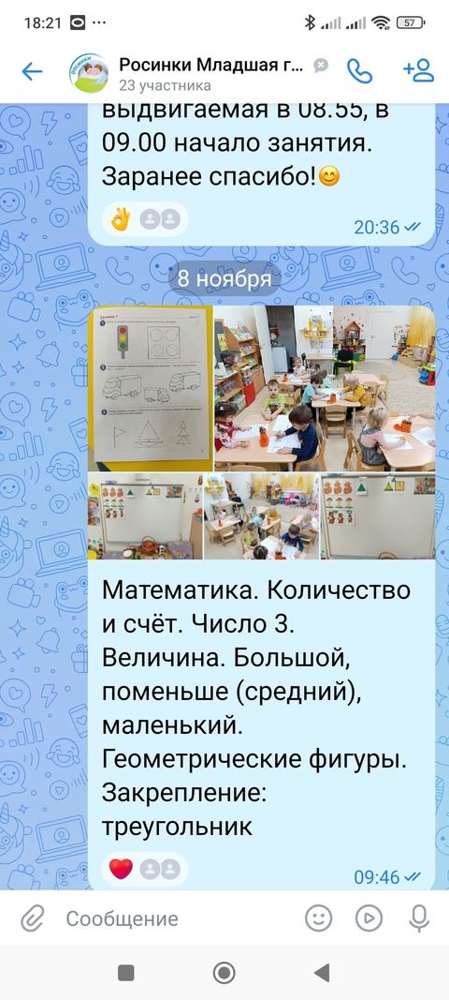 18:21
57
Росинки Младшая г...
23 участника
выдвигаемая в 08.55, в
09.00 начало занятия.
Заранее спасибо!😊
20:36
8 ноября
Математика. Количество
и счёт. Число 3.
Величина. Большой,
поменьше (средний),
маленький.
Геометрические фигуры.
Закрепление:
треугольник
09:46
Сообщение